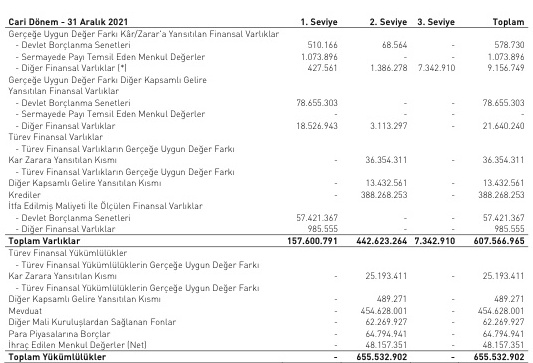 Cari Dönem - 31 Aralık 2021 1. Seviye 2. Seviye 3. Seviye Toplam
Gerçeğe Uygun Değer Farkı Kâr/Zarar'a Yansıtılan Finansal Varlıklar
- Devlet Borçlanma Senetleri 510.166 68.564 - 578.730
- Sermayede Payı Temsil Eden Menkul Değerler 1.073.896 - - 1.073.896
- Diğer Finansal Varlıklar (*) 427.561 1.386.278 7.342.910 9.156.749
Gerçeğe Uygun Değer Farkı Diğer Kapsamlı Gelire
Yansıtılan Finansal Varlıklar
- Devlet Borçlanma Senetleri 78.655.303 - - 78.655.303
- Sermayede Payı Temsil Eden Menkul Değerler - - - -
- Diğer Finansal Varlıklar 18.526.943 3.113.297 - 21.640.240
Türev Finansal Varlıklar
- Türev Finansal Varlıkların Gerçeğe Uygun Değer Farkı
Kar Zarara Yansıtılan Kısmı - 36.354.311 - 36.354.311
- Türev Finansal Varlıkların Gerçeğe Uygun Değer Farkı
Diğer Kapsamlı Gelire Yansıtılan Kısmı - 13.432.561 - 13.432.561
Krediler - 388.268.253 - 388.268.253
İtfa Edilmiş Maliyeti İle Ölçülen Finansal Varlıklar
- Devlet Borçlanma Senetleri 57.421.367 - - 57.421.367
- Diğer Finansal Varlıklar 985.555 - - 985.555
Toplam Varlıklar 157.600.791 442.623.264 7.342.910 607.566.965
Türev Finansal Yükümlülükler
- Türev Finansal Yükümlülüklerin Gerçeğe Uygun Değer Farkı
Kar Zarara Yansıtılan Kısmı - 25.193.411 - 25.193.411
- Türev Finansal Yükümlülüklerin Gerçeğe Uygun Değer Farkı
Diğer Kapsamlı Gelire Yansıtılan Kısmı - 489.271 - 489.271
Mevduat - 454.628.001 - 454.628.001
Diğer Mali Kuruluşlardan Sağlanan Fonlar - 62.269.927 - 62.269.927
Para Piyasalarına Borçlar - 64.794.941 - 64.794.941
İhraç Edilen Menkul Değerler (Net) - 48.157.351 - 48.157.351
Toplam Yükümlülükler - 655.532.902 - 655.532.902